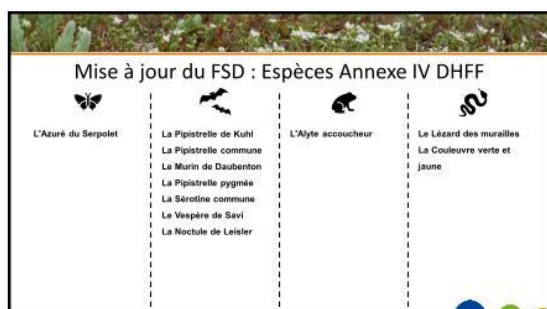 Mise à jour du FSD : Espèces Annexe IV DHFF
L'Azuré du Serpolet
La Pipistrelle de Kuhl
La Pipistrelle commune
Le Murin de Daubenton
La Pipistrelle pygmée
La Sérotine commune
Le Vespère de Savi
La Noctule de Leisler
L'Alyte accoucheur
Le Lézard des murailles
La Couleuvre verte et
jaune